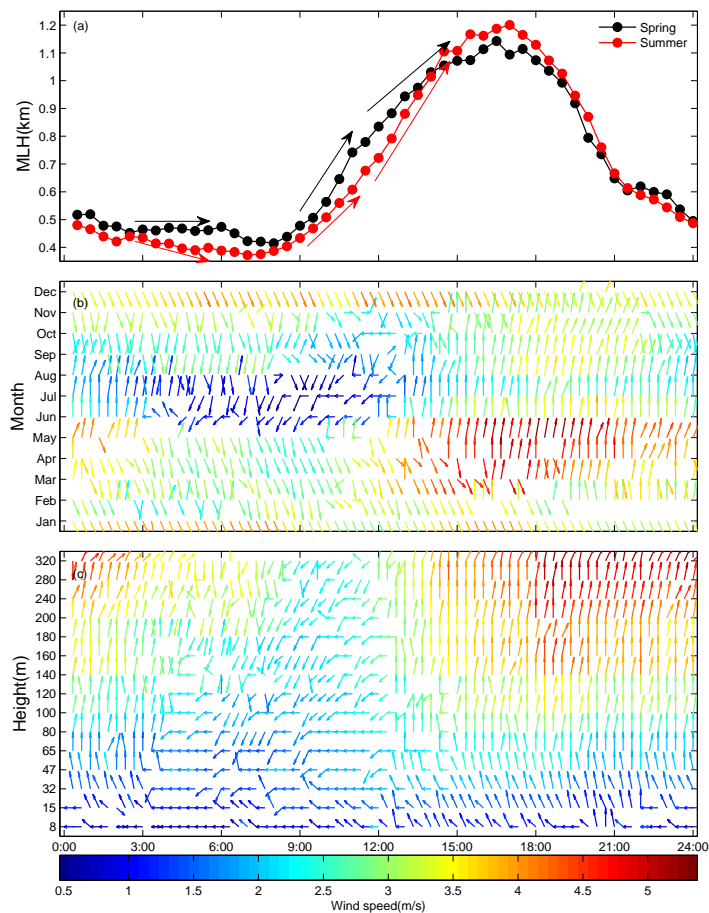 (a)
Spring
Summer
1.2
1.1
1
0.9
0.8
0.7
0.6
0.5
0.4
MLH(km)
(b)
Dec
Nov
Oct
Sep
Aug
Jul
Jun
May
Apr
Mar
Feb
Jan
Month
(c)
320
280
240
200
180
160
140
120
100
80
65
47
32
15
8
Height(m)
0:00 3:00 6:00 9:00 12:00 15:00 18:00 21:00 24:00
0.5 1 1.5 2 2.5 3 3.5 4 4.5 5
Wind speed(m/s)